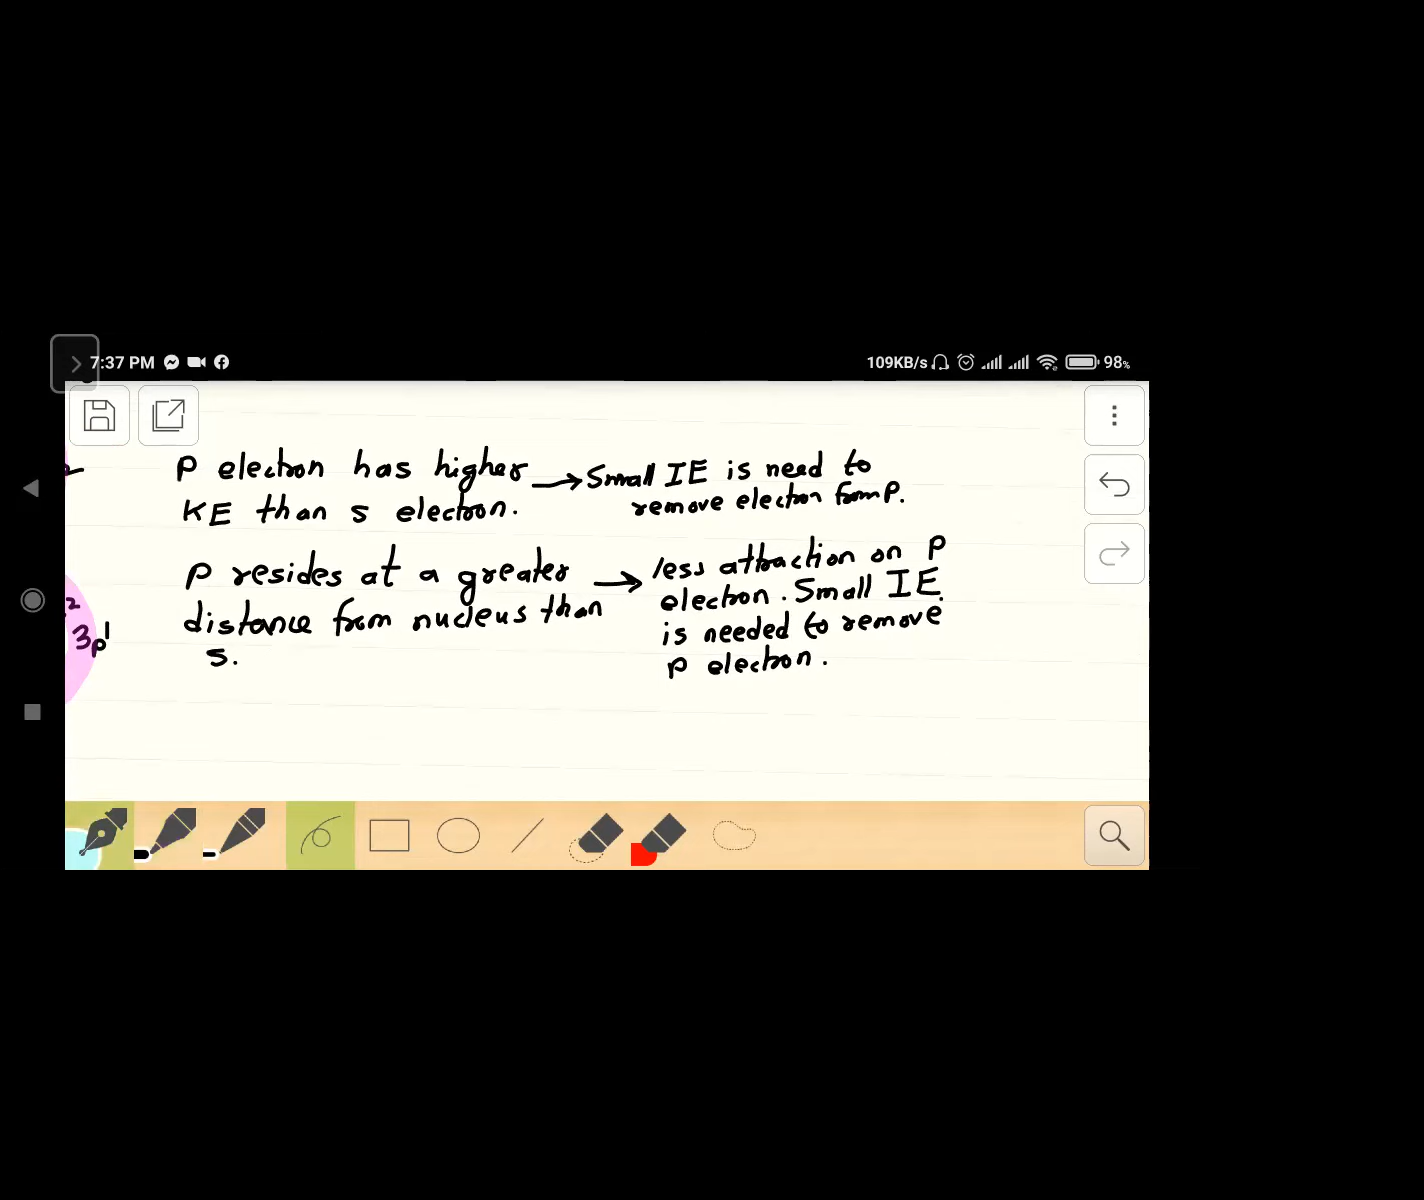 7:37 PM
109KB/s
98%
P electron has higher → Small IE is need to
KE than s electron. remove electron from P.
P resides at a greater → less attraction on P
distance from nucleus than electron. Small IE.
s. is needed to remove
P electron.
2
3p1